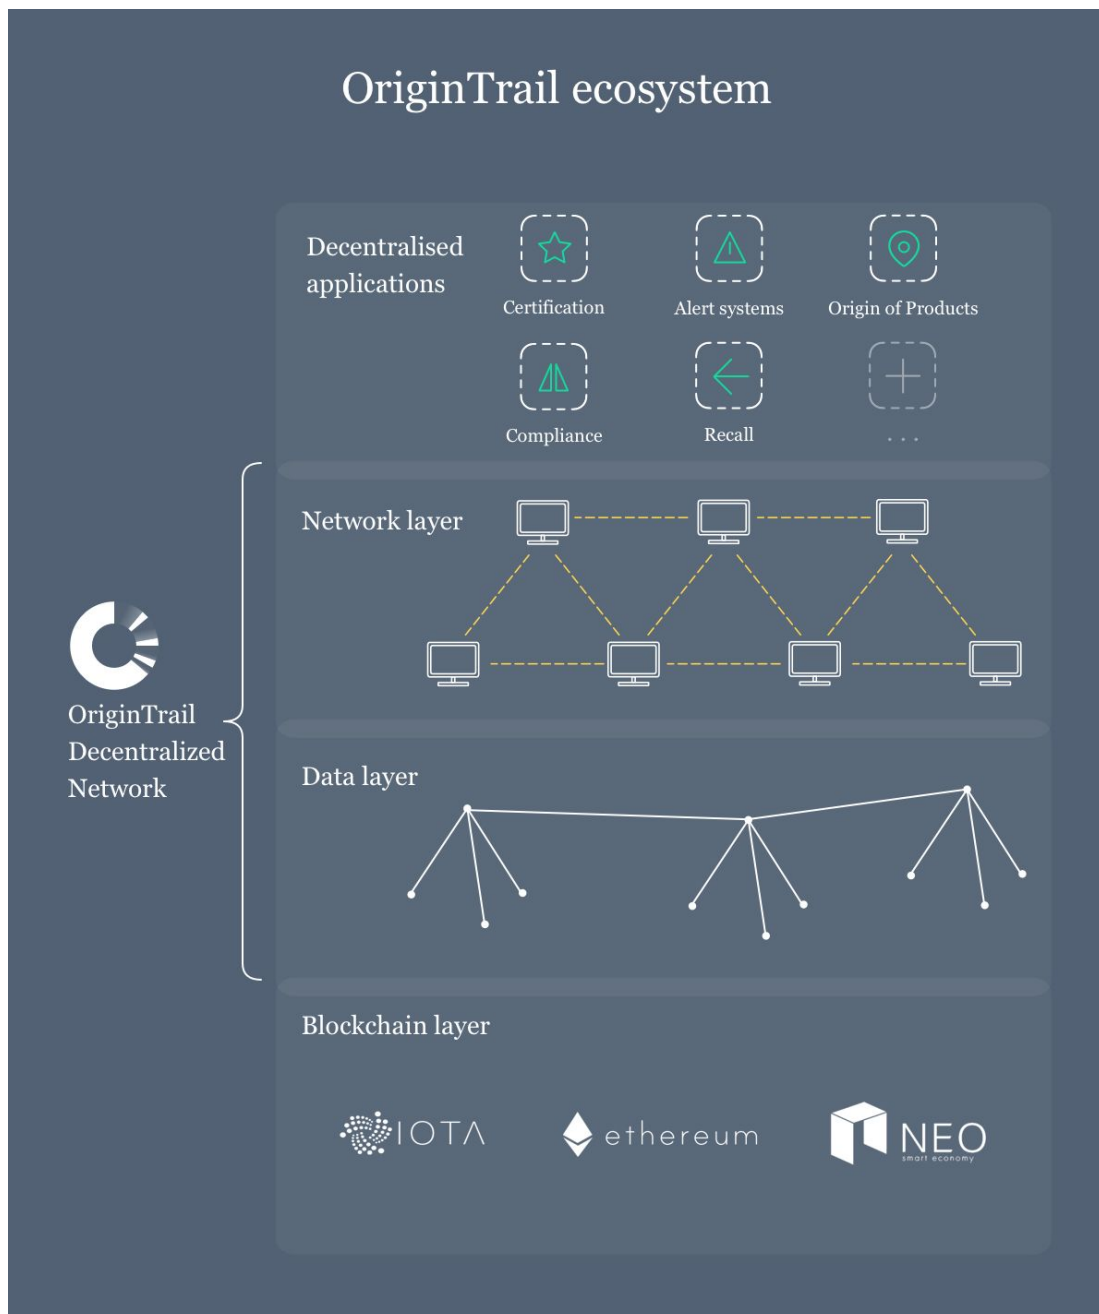 OriginTrail ecosystem
Decentralised
applications
Certification
Alert systems
Origin of Products
Compliance
Recall
. . .
Network layer
OriginTrail
Decentralized
Network
Data layer
Blockchain layer
IOTA
ethereum
NEO
smart economy